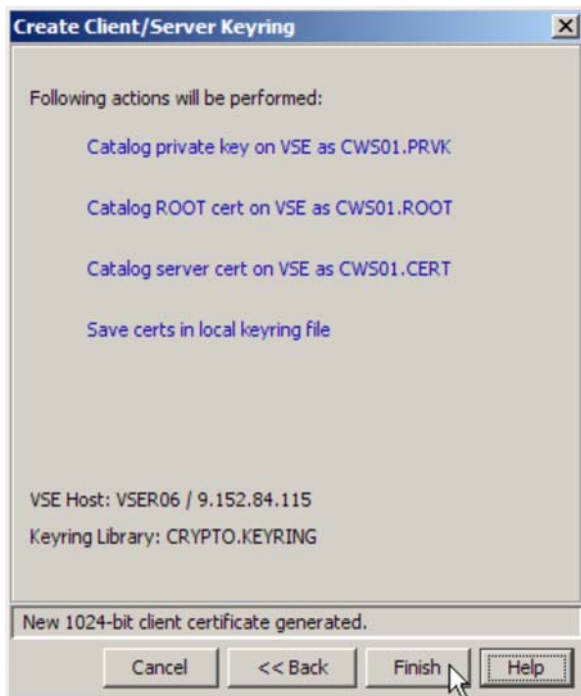 Create Client/Server Keyring
Following actions will be performed:
Catalog private key on VSE as CWS01.PRVK
Catalog ROOT cert on VSE as CWS01.ROOT
Catalog server cert on VSE as CWS01.CERT
Save certs in local keyring file
VSE Host: VSER06 / 9.152.84.115
Keyring Library: CRYPTO.KEYRING
New 1024-bit client certificate generated.
Cancel << Back Finish Help